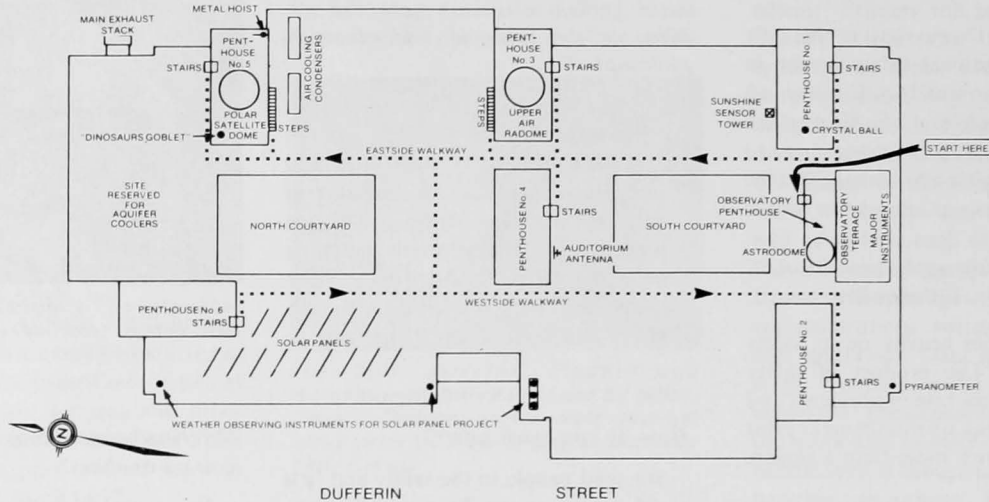 METAL HOIST
MAIN EXHAUST
STACK
PENT-
HOUSE
No. 5
STAIRS
AIR COOLING
CONDENSERS
POLAR
SATELLITE
DOME
"DINOSAURS GOBLET"
STEPS
PENT-
HOUSE
No. 3
STAIRS
STEPS
UPPER
AIR
RADOME
PENTHOUSE No. 1
STAIRS
SUNSHINE
SENSOR
TOWER
CRYSTAL BALL
START HERE
EASTSIDE WALKWAY
SITE
RESERVED
FOR
AQUIFER
COOLERS
NORTH COURTYARD
PENTHOUSE No. 4
STAIRS
AUDITORIUM
ANTENNA
SOUTH COURTYARD
OBSERVATORY
PENTHOUSE
ASTRODOME
OBSERVATORY
TERRACE
MAJOR
INSTRUMENTS
WESTSIDE WALKWAY
PENTHOUSE No. 6
STAIRS
SOLAR PANELS
PENTHOUSE No. 2
STAIRS
PYRANOMETER
WEATHER OBSERVING INSTRUMENTS FOR SOLAR PANEL PROJECT
N
DUFFERIN STREET